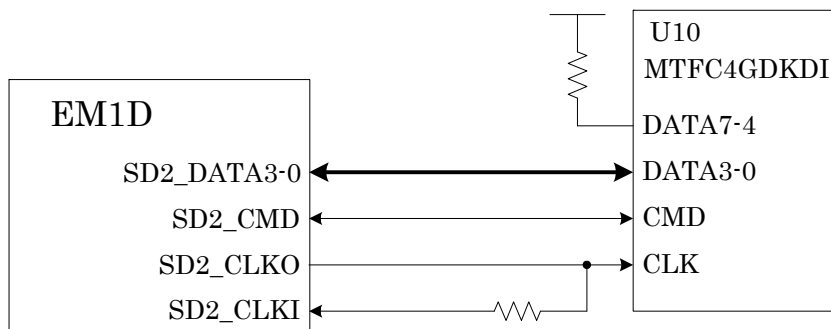 U10
MTFC4GDKDI
EM1D
DATA7-4
SD2_DATA3-0
DATA3-0
SD2_CMD
CMD
SD2_CLKO
CLK
SD2_CLKI